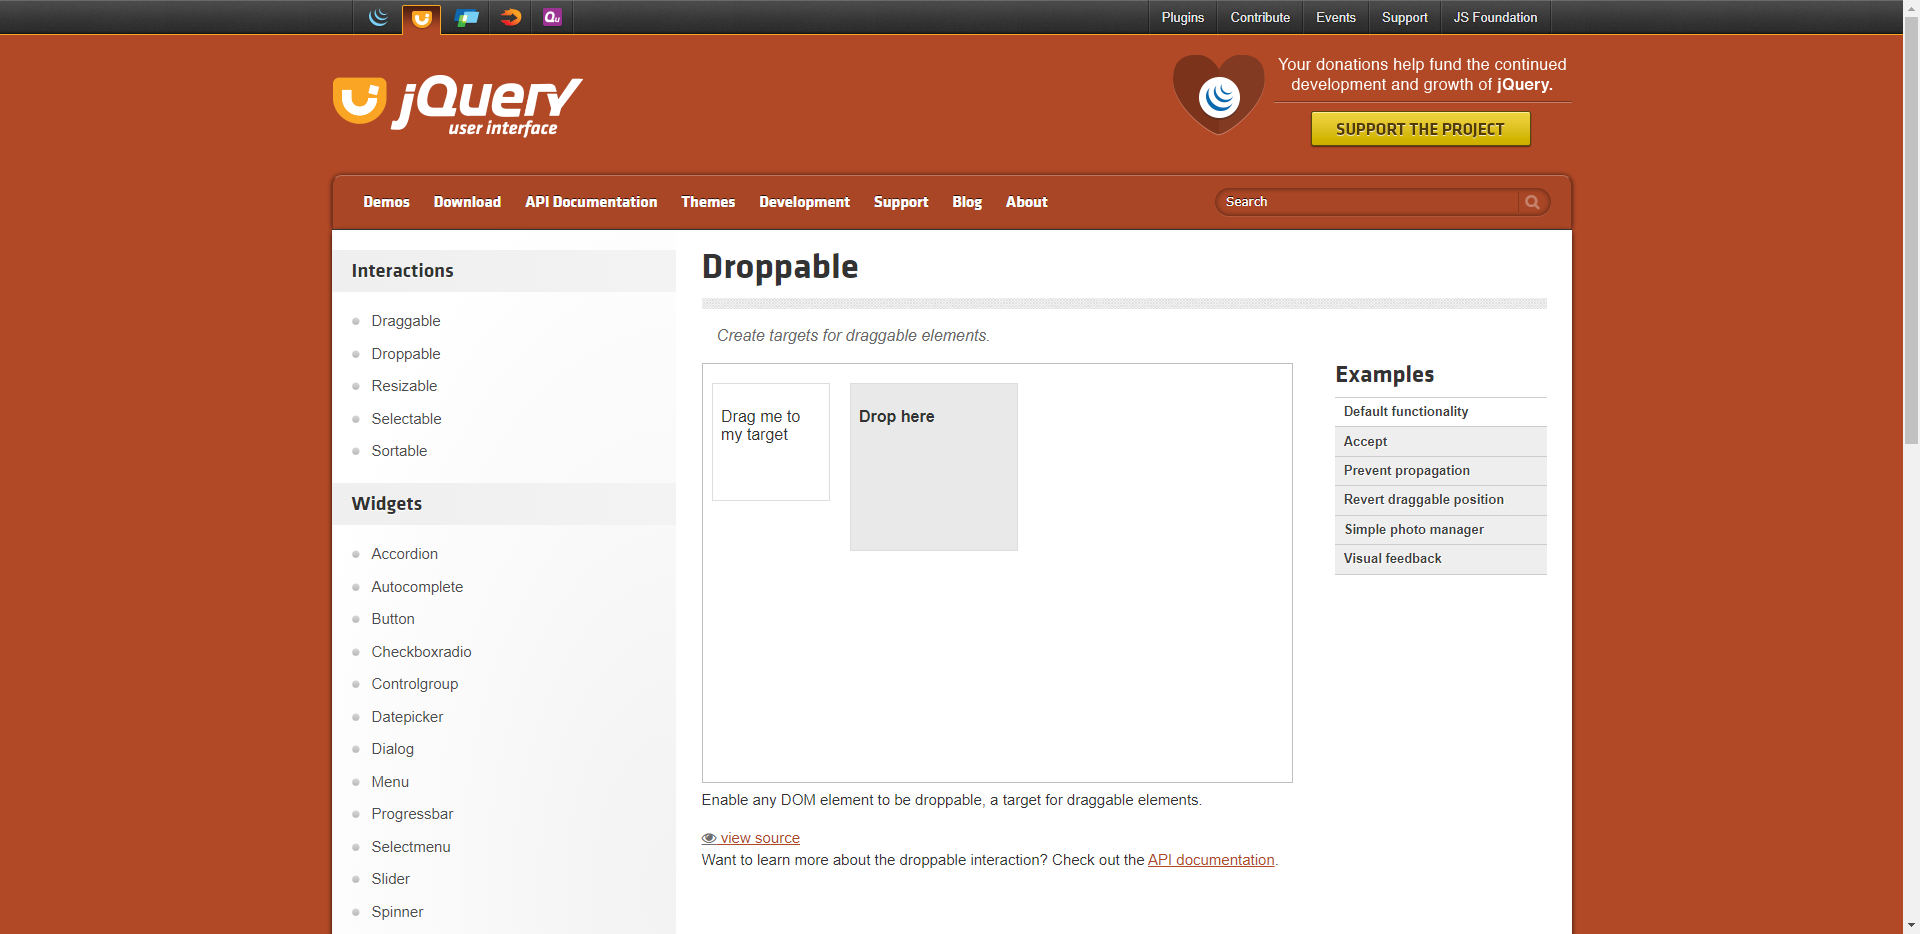 Qu
Plugins Contribute Events Support JS Foundation
Your donations help fund the continued
development and growth of jQuery.
SUPPORT THE PROJECT
jQuery
user interface
Demos Download API Documentation Themes Development Support Blog About Search
Interactions
Draggable
Droppable
Resizable
Selectable
Sortable
Widgets
Accordion
Autocomplete
Button
Checkboxradio
Controlgroup
Datepicker
Dialog
Menu
Progressbar
Selectmenu
Slider
Spinner
Droppable
Create targets for draggable elements.
Drag me to
my target
Drop here
Enable any DOM element to be droppable, a target for draggable elements.
view source
Want to learn more about the droppable interaction? Check out the API documentation.
Examples
Default functionality
Accept
Prevent propagation
Revert draggable position
Simple photo manager
Visual feedback